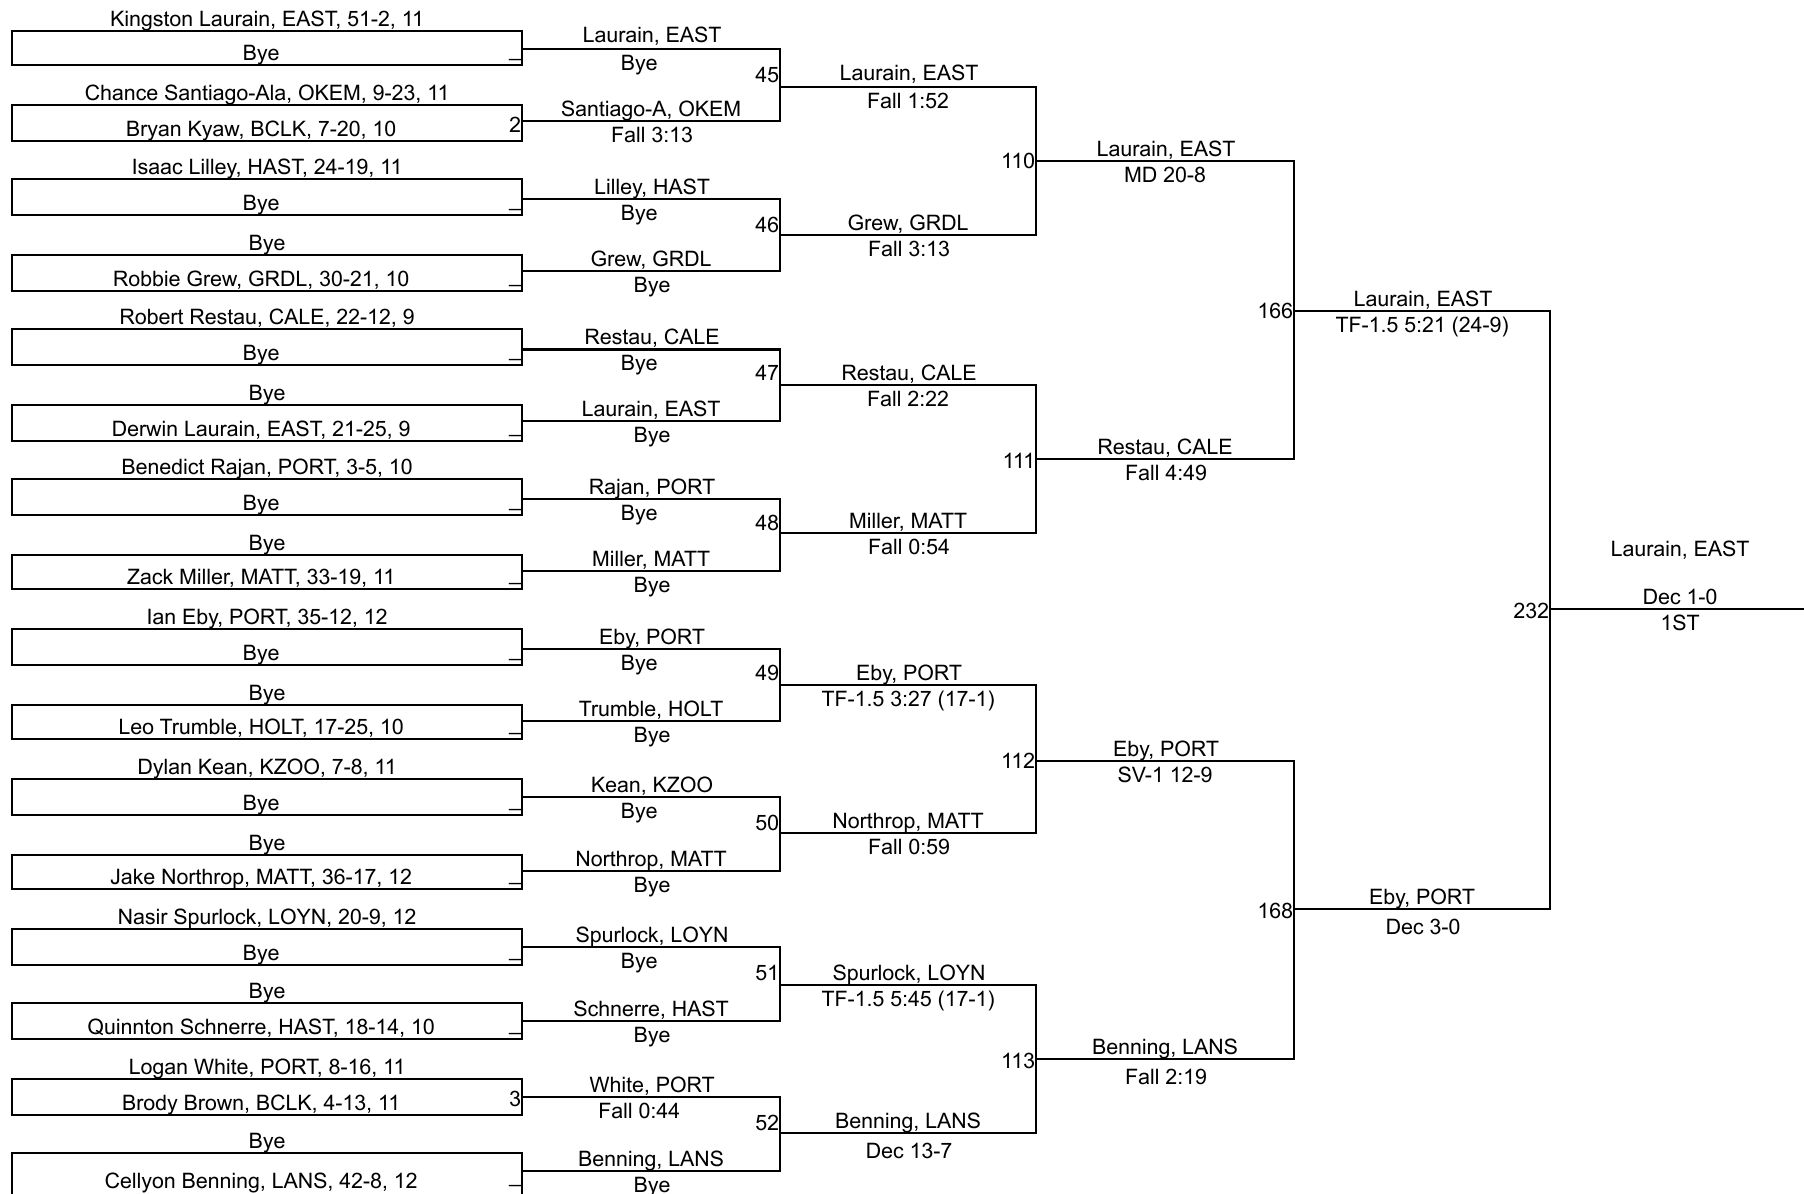 Kingston Laurain, EAST, 51-2, 11
Bye
Chance Santiago-Ala, OKEM, 9-23, 11
Bryan Kyaw, BCLK, 7-20, 10
2
Isaac Lilley, HAST, 24-19, 11
Bye
Bye
Robbie Grew, GRDL, 30-21, 10
Robert Restau, CALE, 22-12, 9
Bye
Bye
Derwin Laurain, EAST, 21-25, 9
Benedict Rajan, PORT, 3-5, 10
Bye
Bye
Zack Miller, MATT, 33-19, 11
Ian Eby, PORT, 35-12, 12
Bye
Bye
Leo Trumble, HOLT, 17-25, 10
Dylan Kean, KZOO, 7-8, 11
Bye
Bye
Jake Northrop, MATT, 36-17, 12
Nasir Spurlock, LOYN, 20-9, 12
Bye
Bye
Quinnton Schnerre, HAST, 18-14, 10
Logan White, PORT, 8-16, 11
Brody Brown, BCLK, 4-13, 11
3
Bye
Cellyon Benning, LANS, 42-8, 12
Laurain, EAST
Bye
45
Santiago-A, OKEM
Fall 3:13
Lilley, HAST
Bye
46
Grew, GRDL
Bye
Restau, CALE
Bye
47
Laurain, EAST
Bye
Rajan, PORT
Bye
48
Miller, MATT
Bye
Eby, PORT
Bye
49
Trumble, HOLT
Bye
Kean, KZOO
Bye
50
Northrop, MATT
Bye
Spurlock, LOYN
Bye
51
Schnerre, HAST
Bye
White, PORT
Fall 0:44
52
Benning, LANS
Bye
Laurain, EAST
Fall 1:52
110
Grew, GRDL
Fall 3:13
Restau, CALE
Fall 2:22
111
Miller, MATT
Fall 0:54
Eby, PORT
TF-1.5 3:27 (17-1)
112
Northrop, MATT
Fall 0:59
Spurlock, LOYN
TF-1.5 5:45 (17-1)
113
Benning, LANS
Dec 13-7
Laurain, EAST
MD 20-8
166
Restau, CALE
Fall 4:49
Eby, PORT
SV-1 12-9
168
Benning, LANS
Fall 2:19
Laurain, EAST
TF-1.5 5:21 (24-9)
232
Eby, PORT
Dec 3-0
Laurain, EAST
Dec 1-0
1ST